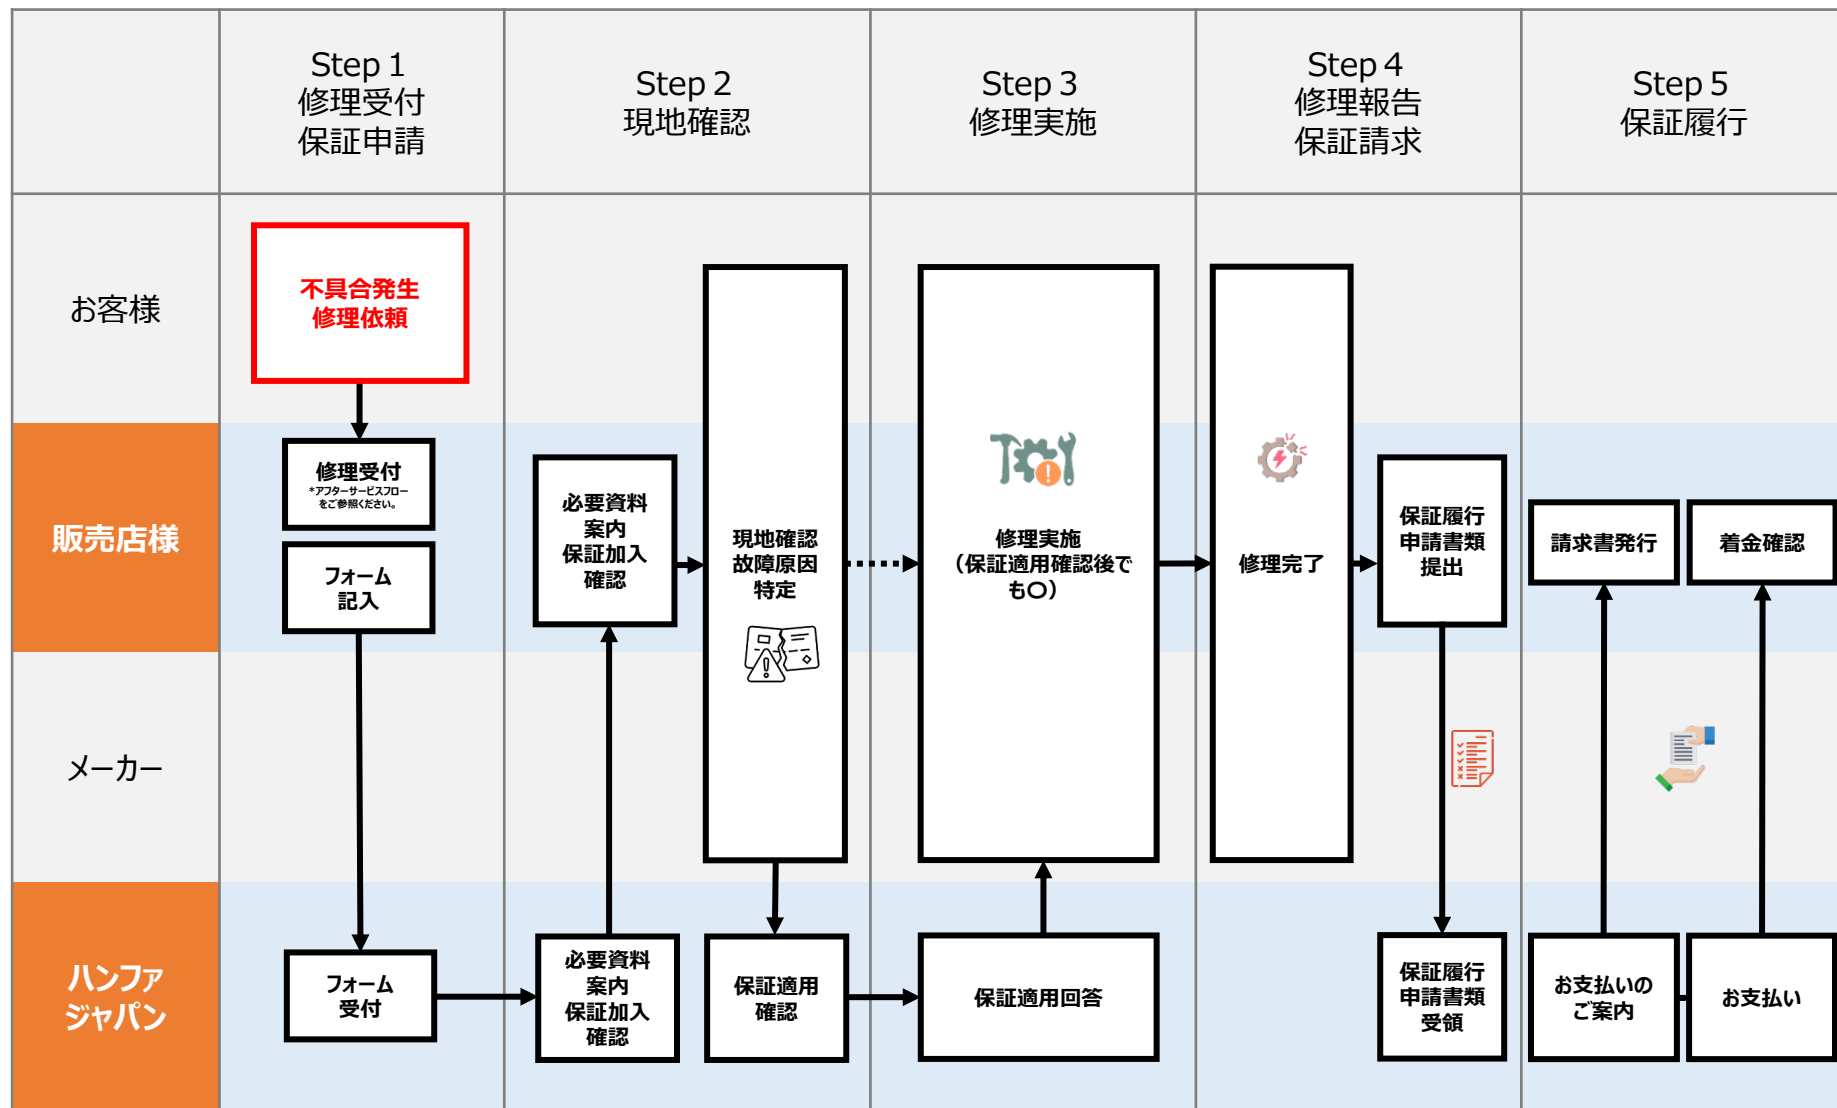 Step 1
修理受付
保証申請
Step 2
現地確認
Step 3
修理実施
Step 4
修理報告
保証請求
Step 5
保証履行
お客様
不具合発生
修理依頼
販売店様
修理受付
*アフターサービスフロー
をご参照ください。
フォーム
記入
必要資料
案内
保証加入
確認
現地確認
故障原因
特定
修理実施
（保証適用確認後で
も〇）
修理完了
保証履行
申請書類
提出
請求書発行
着金確認
メーカー
ハンファ
ジャパン
フォーム
受付
必要資料
案内
保証加入
確認
保証適用
確認
保証適用回答
保証履行
申請書類
受領
お支払いの
ご案内
お支払い